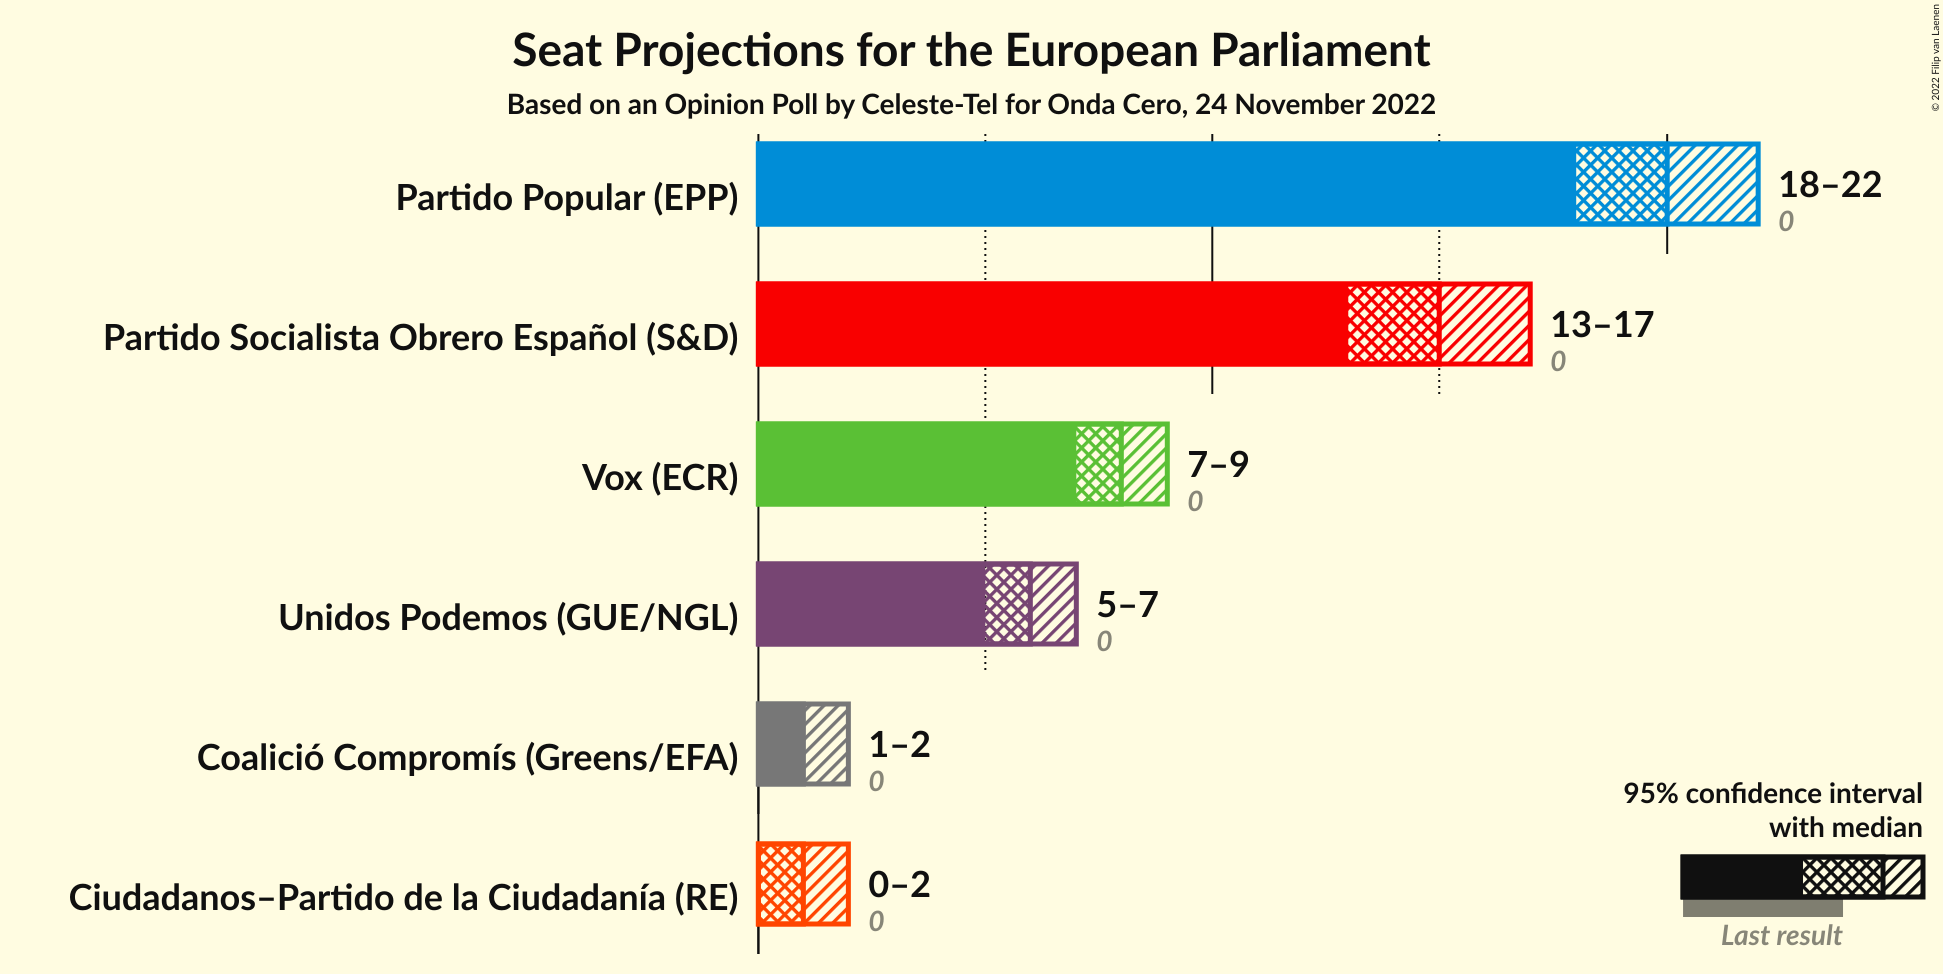 Seat Projections for the European Parliament
Based on an Opinion Poll by Celeste-Tel for Onda Cero, 24 November 2022
© 2022 Filip van Laenen
Partido Popular (EPP)
18–22
0
Partido Socialista Obrero Español (S&D)
13–17
0
Vox (ECR)
7–9
0
Unidos Podemos (GUE/NGL)
5–7
0
Coalició Compromís (Greens/EFA)
1–2
0
Ciudadanos–Partido de la Ciudadanía (RE)
0–2
0
95% confidence interval
with median
Last result